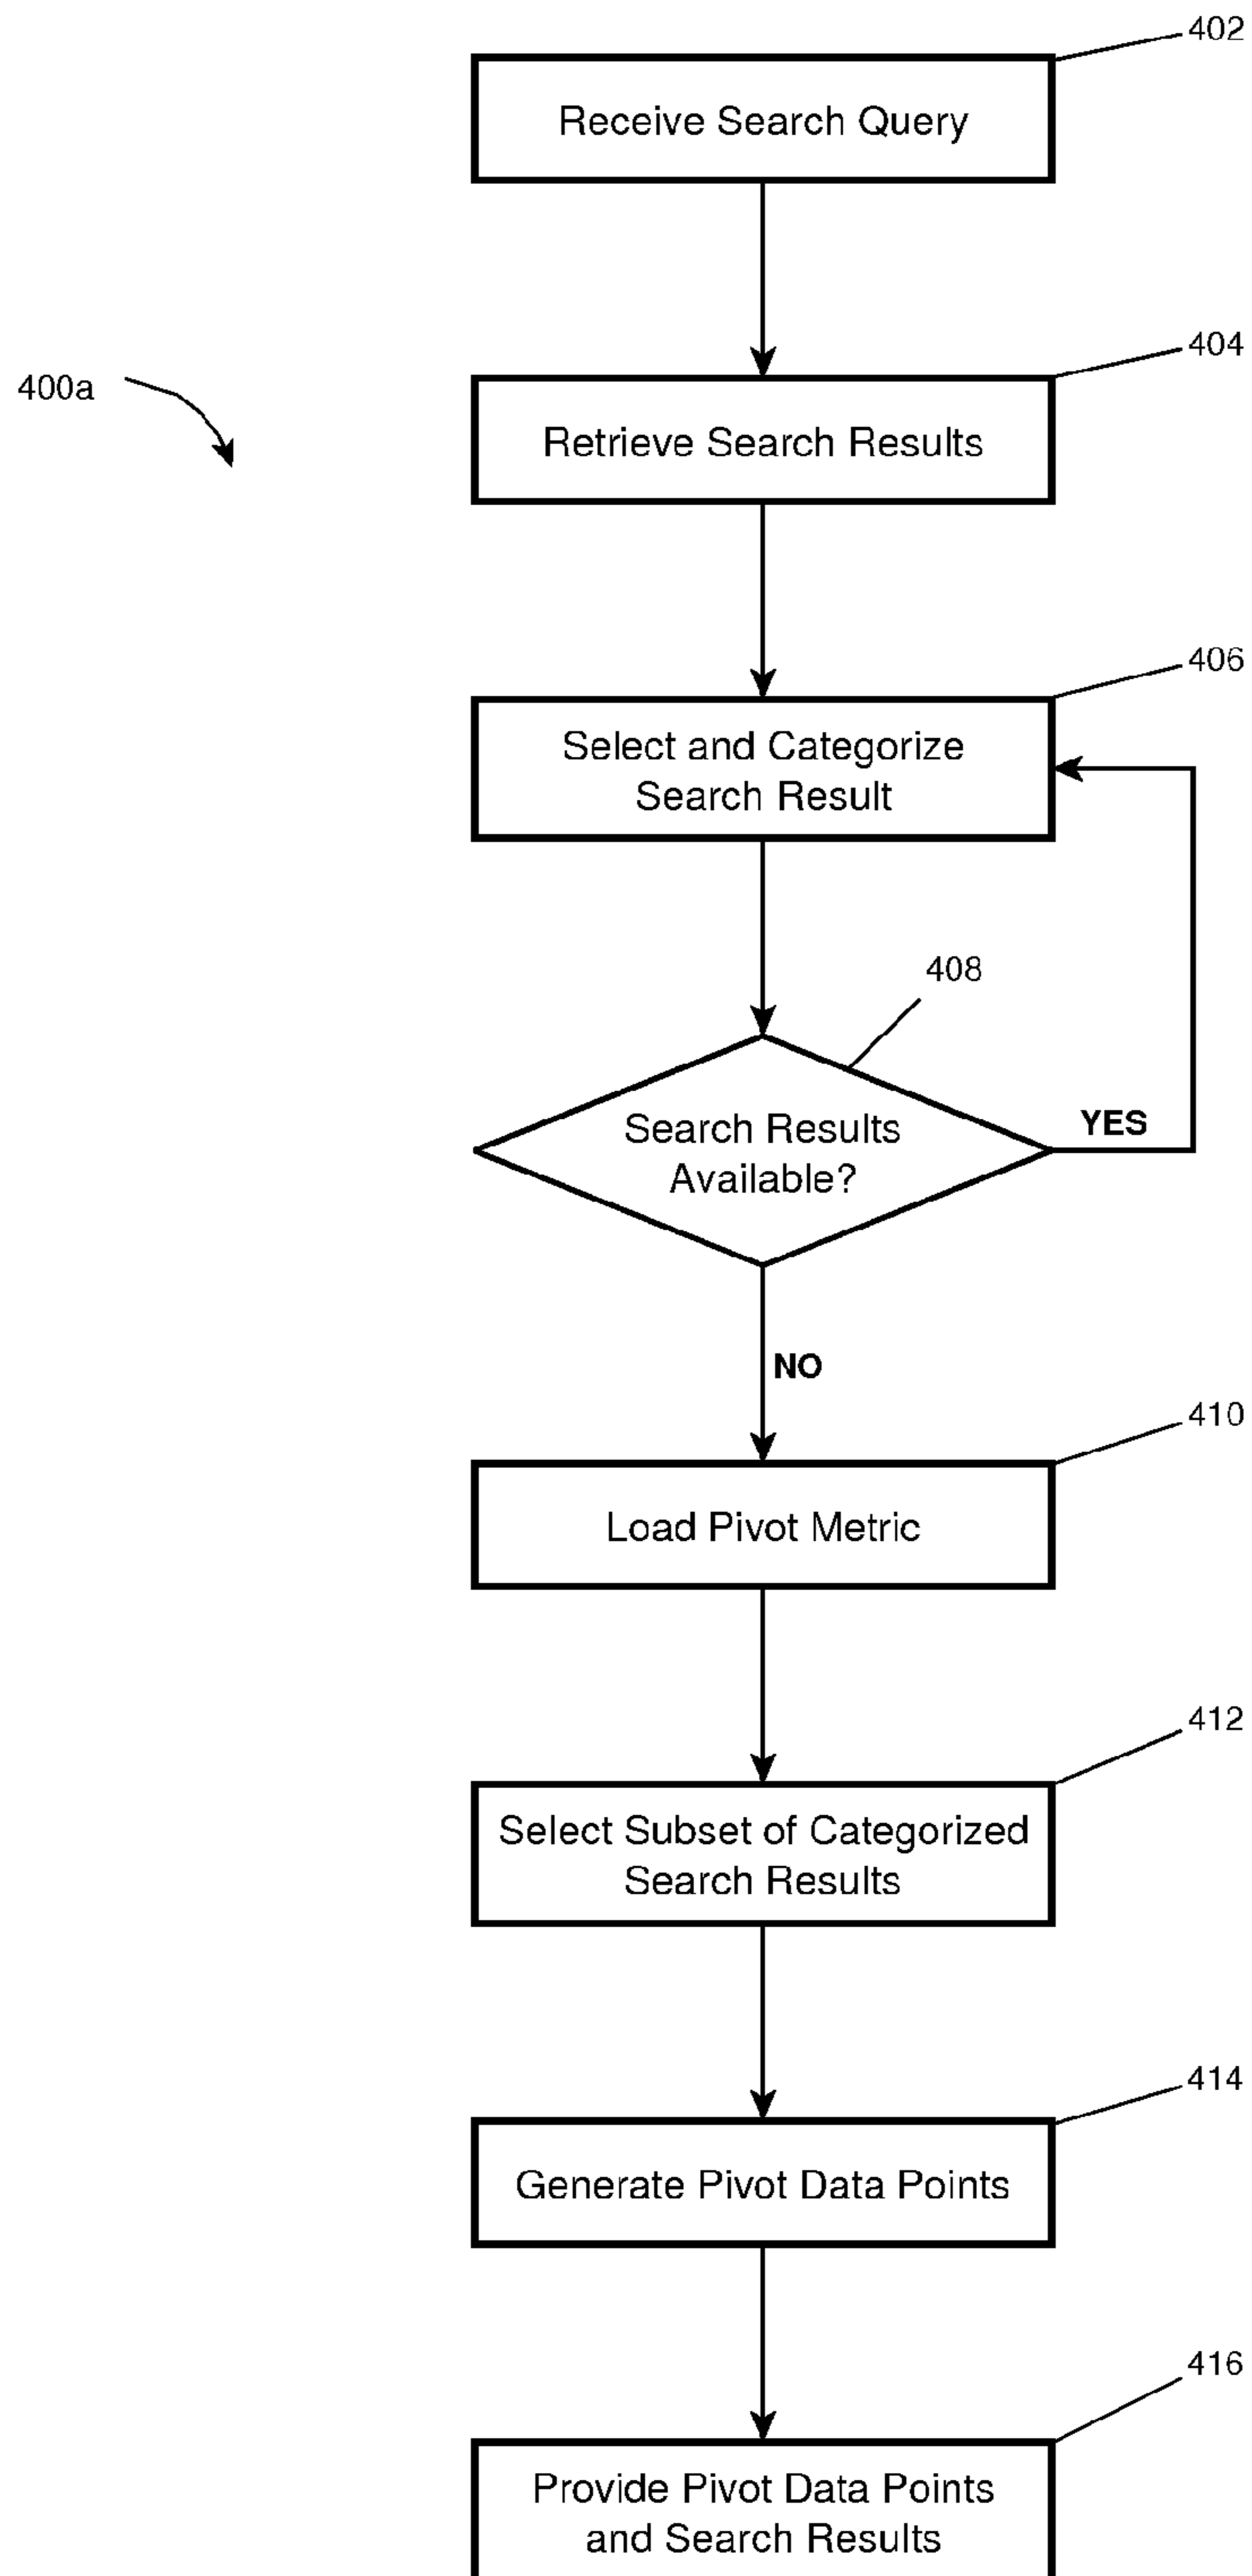 402
Receive Search Query
404
400a
Retrieve Search Results
406
Select and Categorize
Search Result
408
Search Results
Available?
YES
NO
410
Load Pivot Metric
412
Select Subset of Categorized
Search Results
414
Generate Pivot Data Points
416
Provide Pivot Data Points
and Search Results